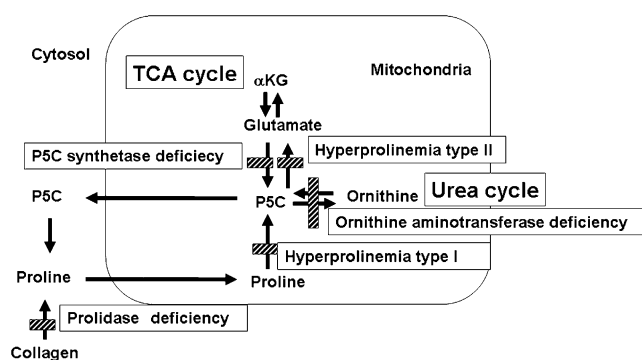 Cytosol
TCA cycle
Mitochondria
αKG
Glutamate
P5C synthetase deficiecy
Hyperprolinemia type II
P5C
P5C
Ornithine
Urea cycle
Ornithine aminotransferase deficiency
Hyperprolinemia type I
Proline
Proline
Prolidase deficiency
Collagen